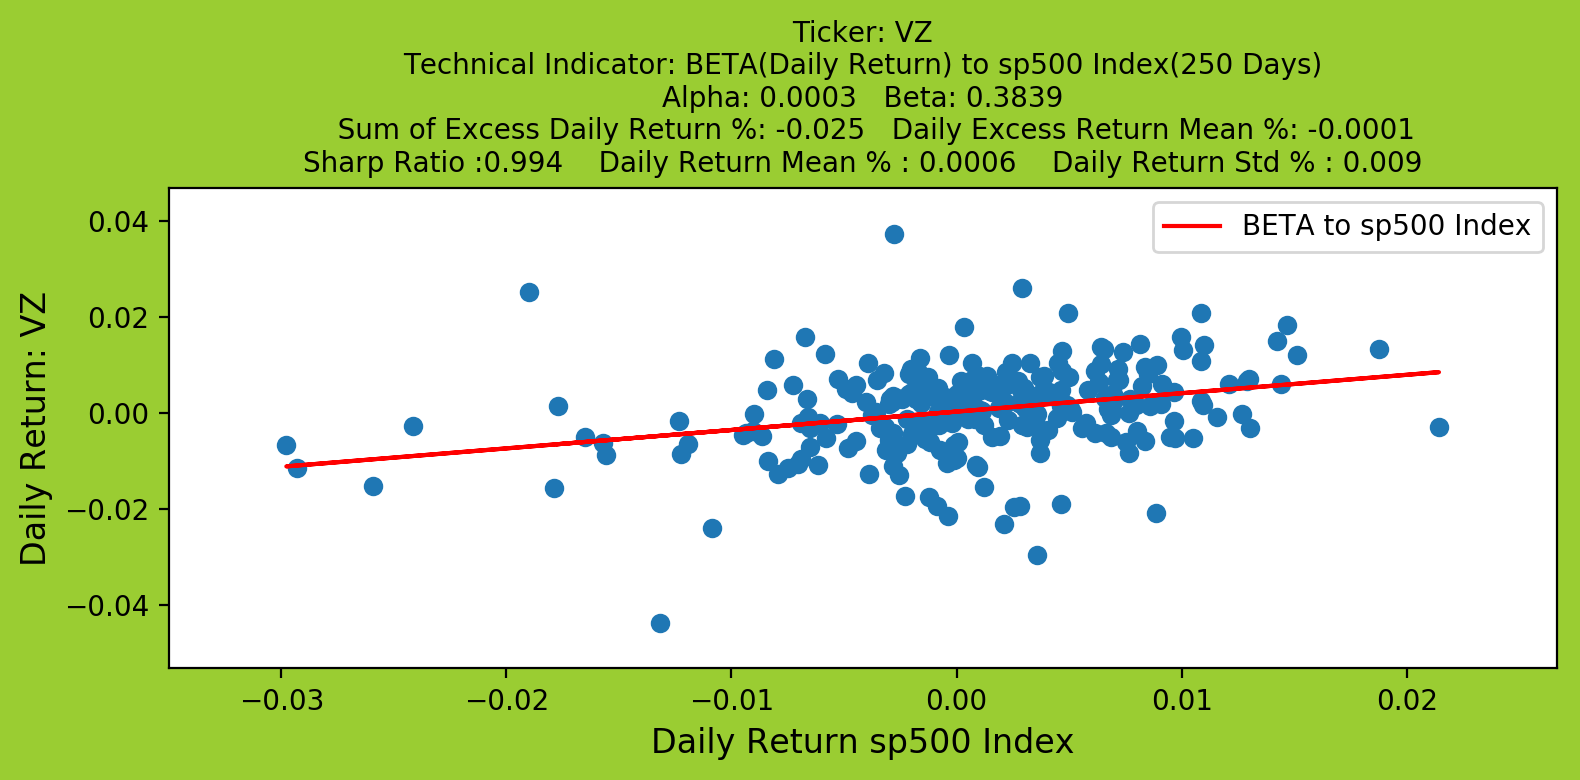 Ticker: VZ
Technical Indicator: BETA(Daily Return) to sp500 Index(250 Days)
Alpha: 0.0003   Beta: 0.3839
Sum of Excess Daily Return %: -0.025   Daily Excess Return Mean %: -0.0001
Sharp Ratio :0.994    Daily Return Mean % : 0.0006    Daily Return Std % : 0.009
BETA to sp500 Index
Daily Return: VZ
0.04
0.02
0.00
−0.02
−0.04
−0.03
−0.02
−0.01
0.00
0.01
0.02
Daily Return sp500 Index